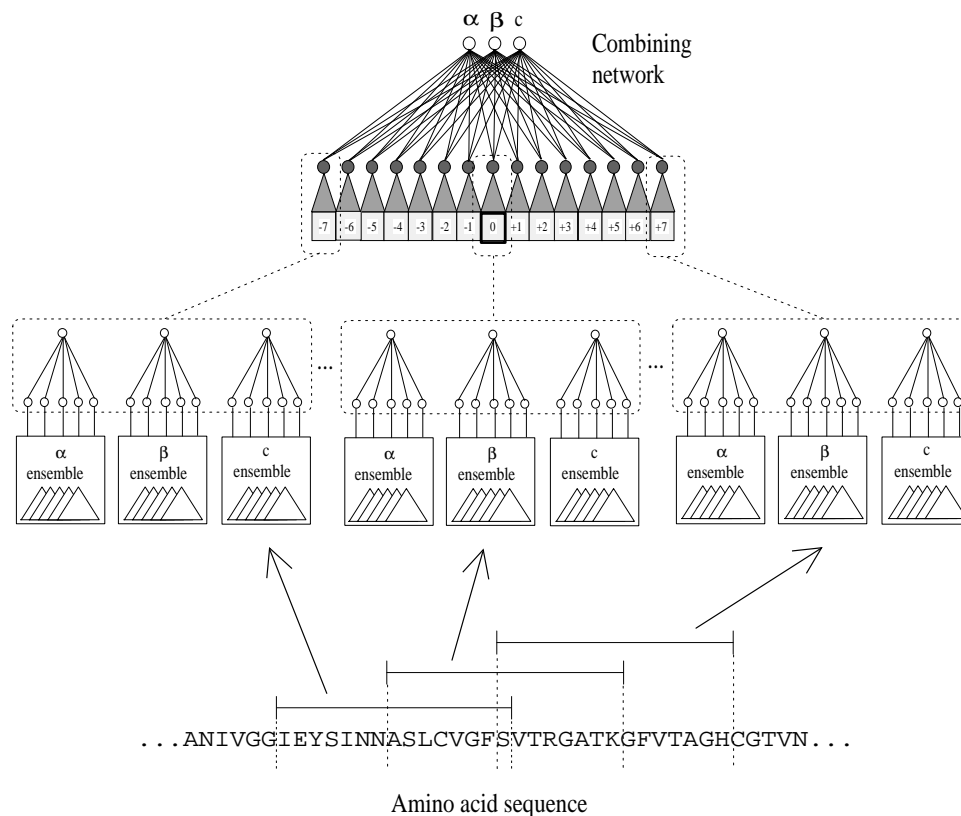 α β c
Combining
network
-7 -6 -5 -4 -3 -2 -1 0 +1 +2 +3 +4 +5 +6 +7
... ...
α β c α β c α β c
ensemble ensemble ensemble ensemble ensemble ensemble ensemble ensemble ensemble
...ANIVGGIEYSINNASLCVGFSVTRGATKGFVTAGHCGTVN...
Amino acid sequence